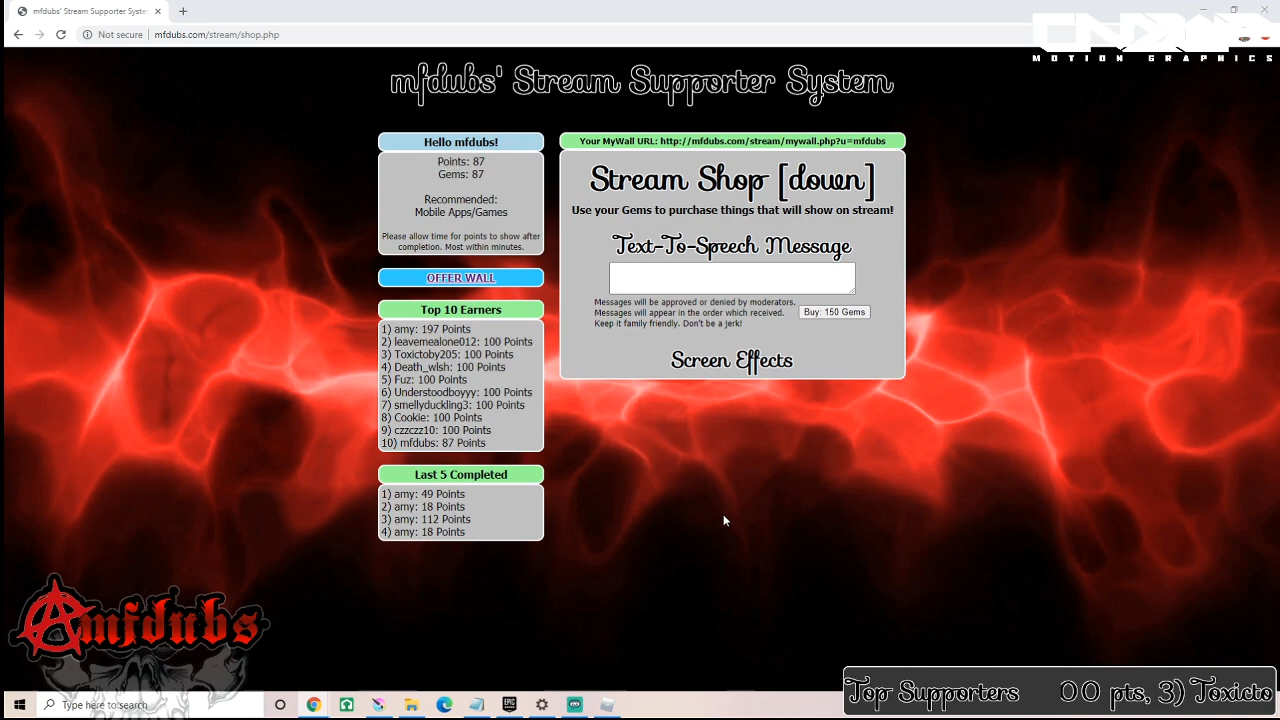 mfdubs' Stream Supporter Syste
Not secure | mfdubs.com/stream/shop.php
MOTION GRAPHICS
mfdubs' Stream Supporter System
Hello mfdubs!
Points: 87
Gems: 87
Recommended:
Mobile Apps/Games
Please allow time for points to show after
completion. Most within minutes.
OFFER WALL
Top 10 Earners
1) amy: 197 Points
2) leavemealone012: 100 Points
3) Toxictoby205: 100 Points
4) Death_wlsh: 100 Points
5) Fuz: 100 Points
6) Understoodboyyy: 100 Points
7) smellyduckling3: 100 Points
8) Cookie: 100 Points
9) czzczz10: 100 Points
10) mfdubs: 87 Points
Last 5 Completed
1) amy: 49 Points
2) amy: 18 Points
3) amy: 112 Points
4) amy: 18 Points
Your MyWall URL: http://mfdubs.com/stream/mywall.php?u=mfdubs
Stream Shop [down]
Use your Gems to purchase things that will show on stream!
Text-To-Speech Message
Messages will be approved or denied by moderators.
Messages will appear in the order which received.
Keep it family friendly. Don't be a jerk!
Buy: 150 Gems
Screen Effects
Amfdubs
Top Supporters 00 pts, 3) Toxicto
Type here to search
EPIC